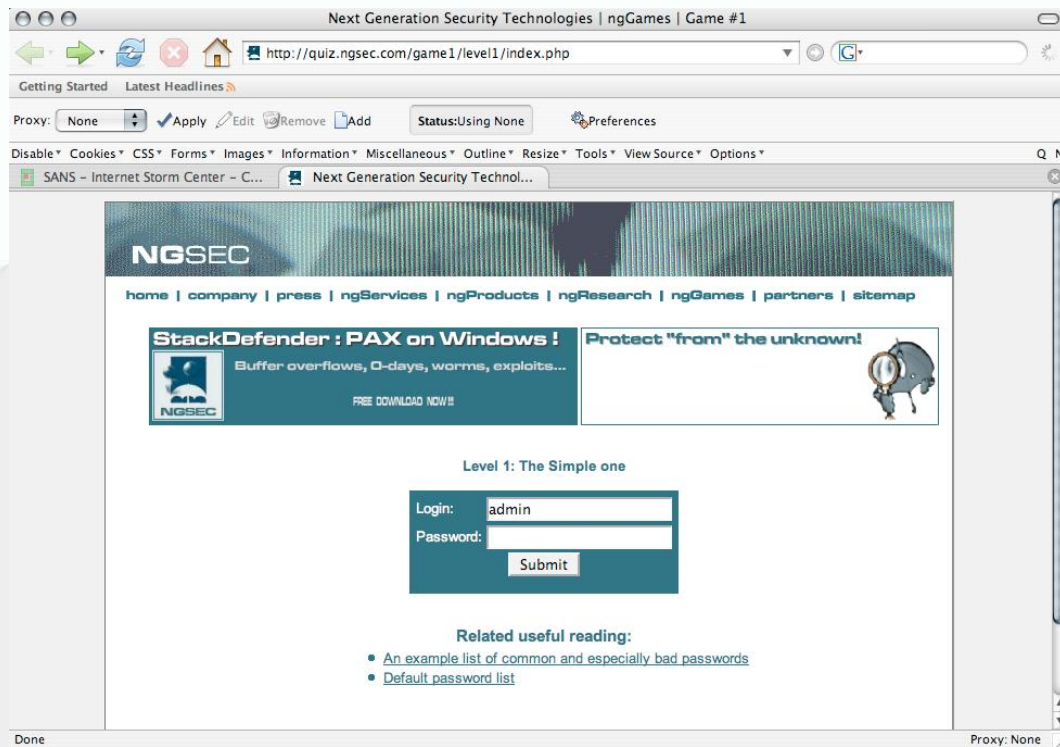 Next Generation Security Technologies | ngGames | Game #1
http://quiz.ngsec.com/game1/level1/index.php
G
Getting Started Latest Headlines
Proxy: None Apply Edit Remove Add Status:Using None Preferences
Disable Cookies CSS Forms Images Information Miscellaneous Outline Resize Tools View Source Options Q
SANS – Internet Storm Center – C... Next Generation Security Technol...
NGSEC
home | company | press | ngServices | ngProducts | ngResearch | ngGames | partners | sitemap
StackDefender : PAX on Windows !
Buffer overflows, 0-days, worms, exploits...
FREE DOWNLOAD NOW!!
NGSEC
Protect "from" the unknown!
Level 1: The Simple one
Login: admin
Password:
Submit
Related useful reading:
• An example list of common and especially bad passwords
• Default password list
Done Proxy: None